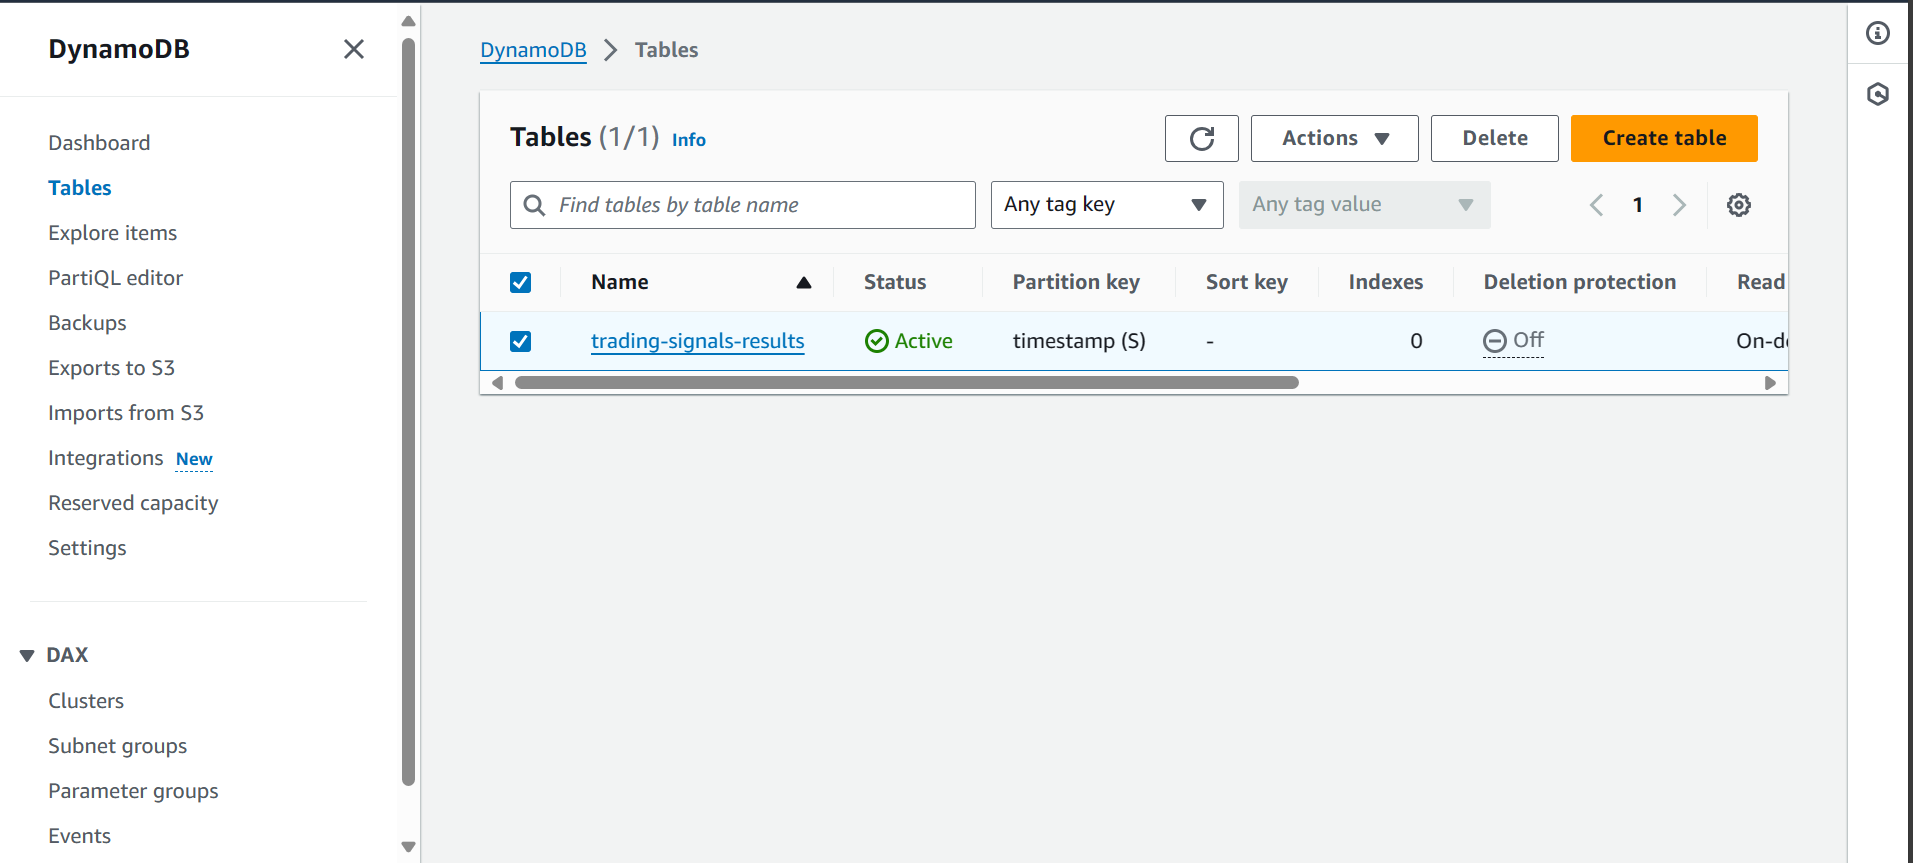 DynamoDB
Dashboard
Tables
Explore items
PartiQL editor
Backups
Exports to S3
Imports from S3
Integrations New
Reserved capacity
Settings
DAX
Clusters
Subnet groups
Parameter groups
Events
DynamoDB Tables
Tables (1/1) Info
Actions Delete Create table
Find tables by table name Any tag key Any tag value 1
Name Status Partition key Sort key Indexes Deletion protection Read
trading-signals-results Active timestamp (S) - 0 Off On-de